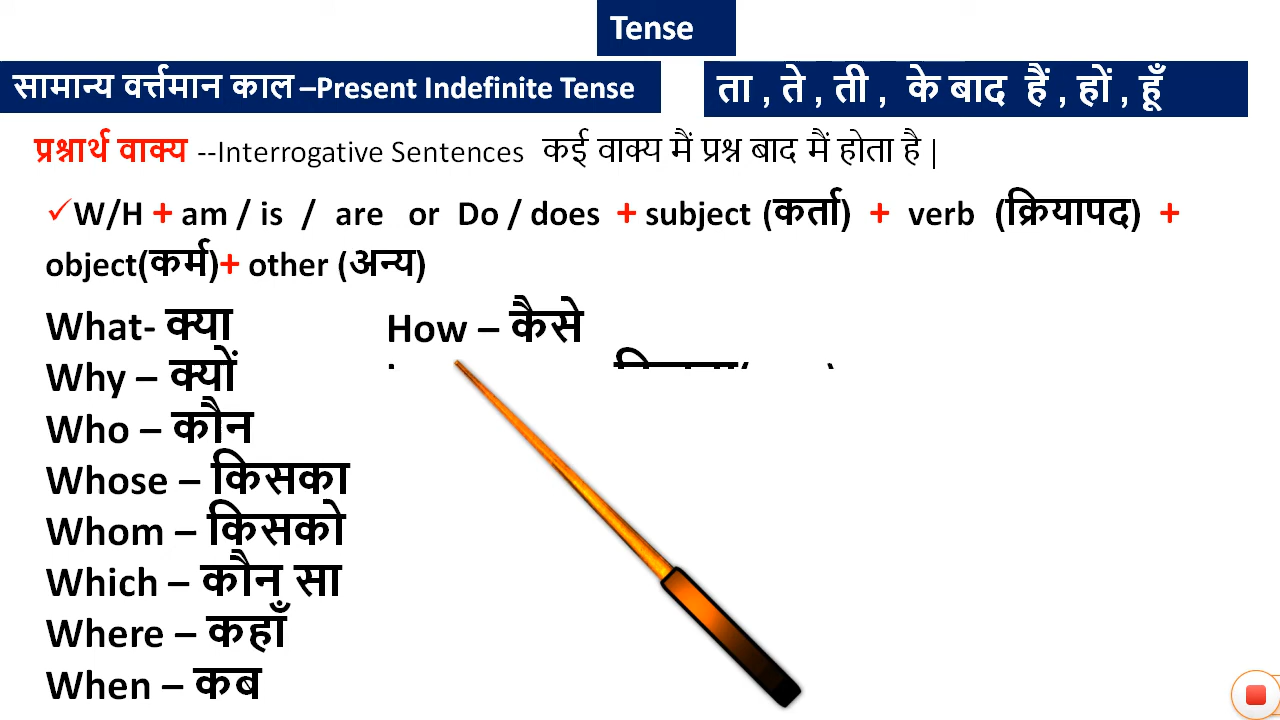 Tense
सामान्य वर्त्तमान काल –Present Indefinite Tense
ता , ते , ती , के बाद हैं , हों , हूँ
प्रश्नार्थ वाक्य --Interrogative Sentences कई वाक्य मैं प्रश्न बाद मैं होता है |
✓W/H + am / is / are or Do / does + subject (कर्ता) + verb (क्रियापद) +
object(कर्म)+ other (अन्य)
What- क्या
Why – क्यों
Who – कौन
Whose – किसका
Whom – किसको
Which – कौन सा
Where – कहाँ
When – कब
How – कैसे